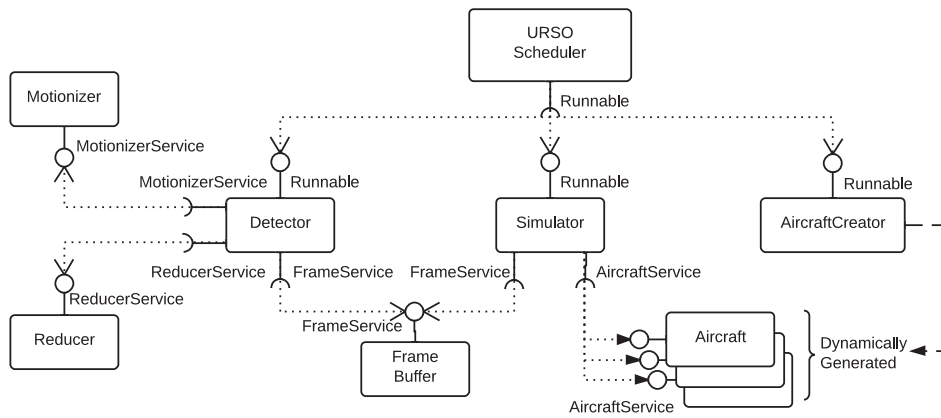 URSO
Scheduler
Motionizer
Runnable
MotionizerService
MotionizerService
Runnable
Runnable
Runnable
Detector
Simulator
AircraftCreator
ReducerService
FrameService
FrameService
AircraftService
ReducerService
FrameService
Reducer
Frame
Buffer
Aircraft
Dynamically
Generated
AircraftService